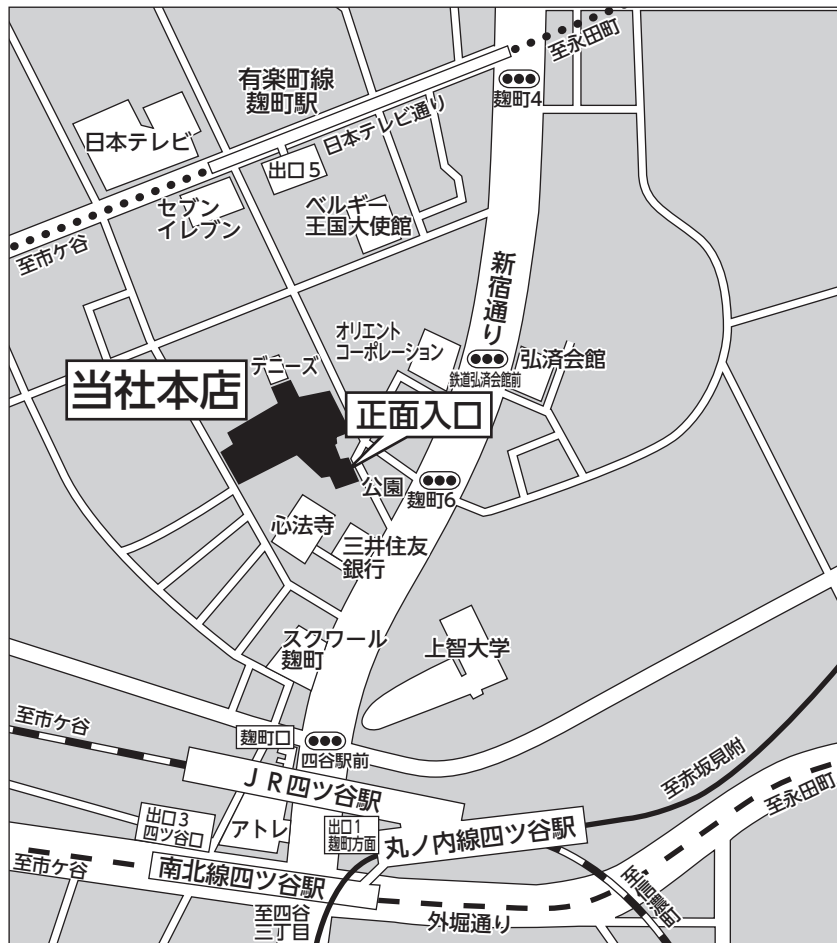 至永田町
有楽町線
麹町駅
麹町4
日本テレビ通り
日本テレビ
出口5
セブン
イレブン
ベルギー
王国大使館
至市ケ谷
新宿通り
オリエント
コーポレーション
弘済会館
デニーズ
鉄道弘済会館前
当社本店
正面入口
公園
麹町6
心法寺
三井住友
銀行
スクワール
麹町
上智大学
至市ケ谷
麹町口
四谷駅前
JR四ツ谷駅
至赤坂見附
至永田町
出口3
四ツ谷口
アトレ
出口1
麹町方面
丸ノ内線四ツ谷駅
至市ケ谷
南北線四ツ谷駅
至信濃町
至四谷
三丁目
外堀通り